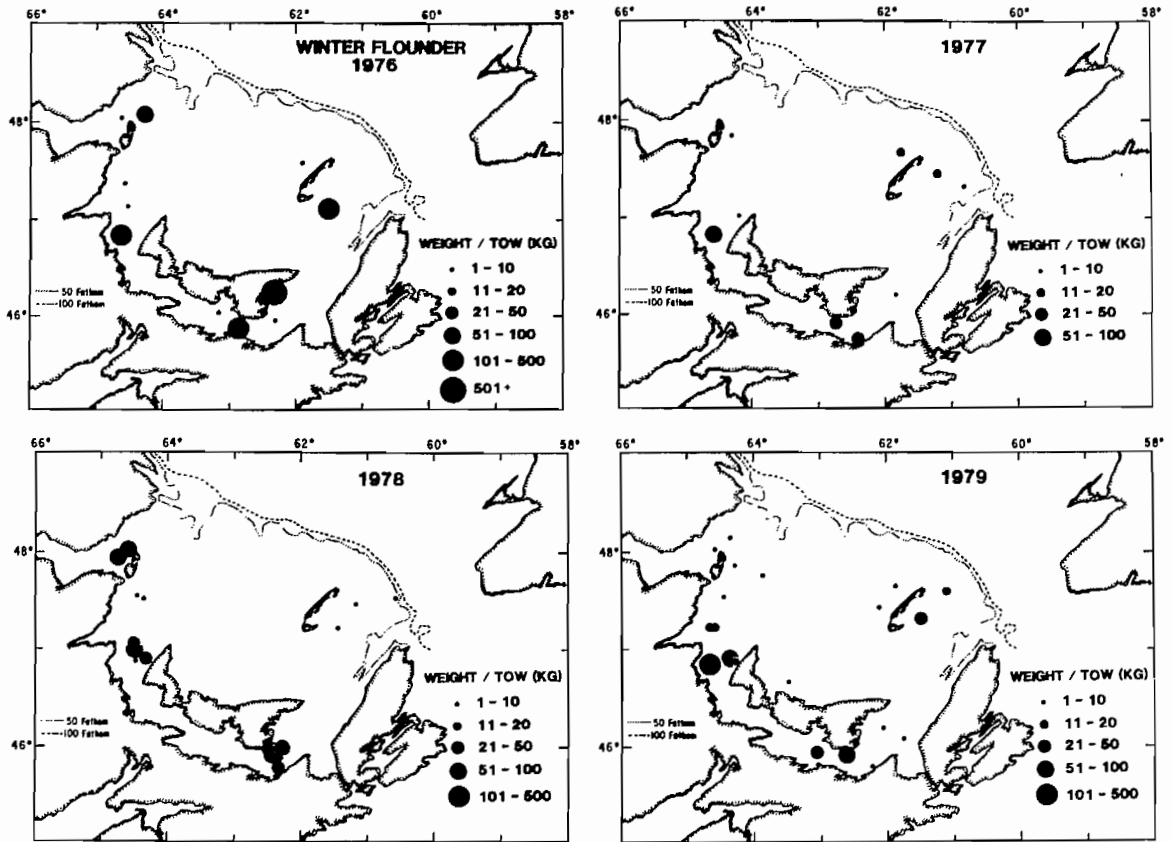 66° 64° 62° 60° 58°
WINTER FLOUNDER
1976
48°
46°
WEIGHT / TOW (KG)
1 – 10
11 – 20
21 – 50
51 – 100
101 – 500
501+
50 Fathom
100 Fathom
66° 64° 62° 60° 58°
1977
48°
46°
WEIGHT / TOW (KG)
1 – 10
11 – 20
21 – 50
51 – 100
50 Fathom
100 Fathom
66° 64° 62° 60° 58°
1978
48°
46°
WEIGHT / TOW (KG)
1 – 10
11 – 20
21 – 50
51 – 100
101 – 500
50 Fathom
100 Fathom
66° 64° 62° 60° 58°
1979
48°
46°
WEIGHT / TOW (KG)
1 – 10
11 – 20
21 – 50
51 – 100
101 – 500
50 Fathom
100 Fathom